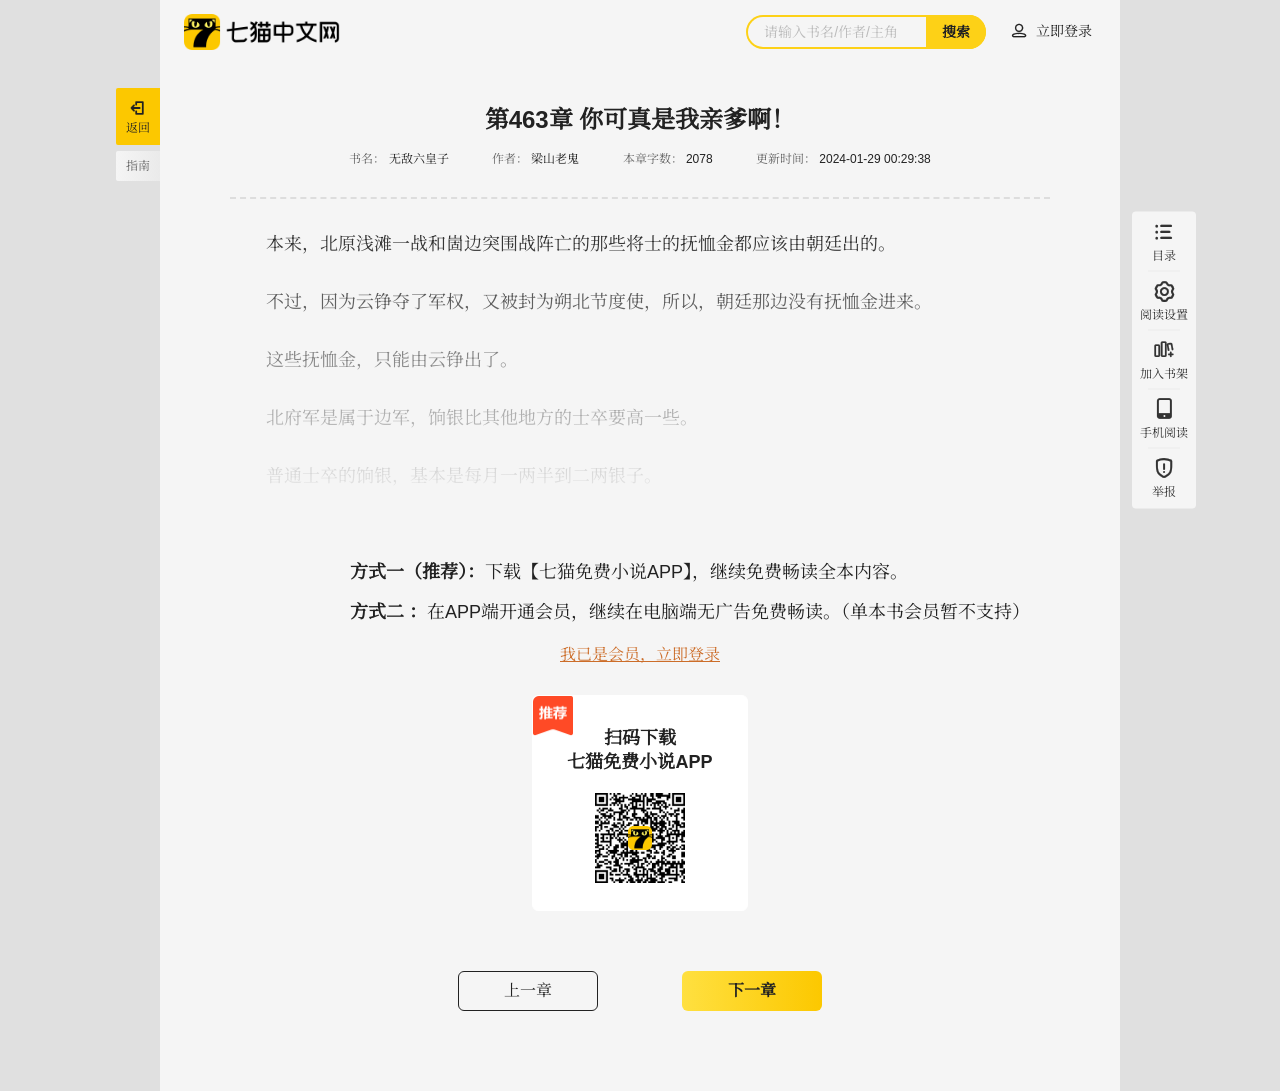 七猫中文网
请输入书名/作者/主角
搜索
立即登录
返回
指南
第463章 你可真是我亲爹啊！
书名： 无敌六皇子 作者： 梁山老鬼 本章字数： 2078 更新时间： 2024-01-29 00:29:38
本来，北原浅滩一战和崮边突围战阵亡的那些将士的抚恤金都应该由朝廷出的。
不过，因为云铮夺了军权，又被封为朔北节度使，所以，朝廷那边没有抚恤金进来。
这些抚恤金，只能由云铮出了。
北府军是属于边军，饷银比其他地方的士卒要高一些。
普通士卒的饷银，基本是每月一两半到二两银子。
目录
阅读设置
加入书架
手机阅读
举报
方式一（推荐）： 下载【七猫免费小说APP】，继续免费畅读全本内容。
方式二 ： 在APP端开通会员，继续在电脑端无广告免费畅读。（单本书会员暂不支持）
我已是会员，立即登录
推荐
扫码下载
七猫免费小说APP
上一章
下一章